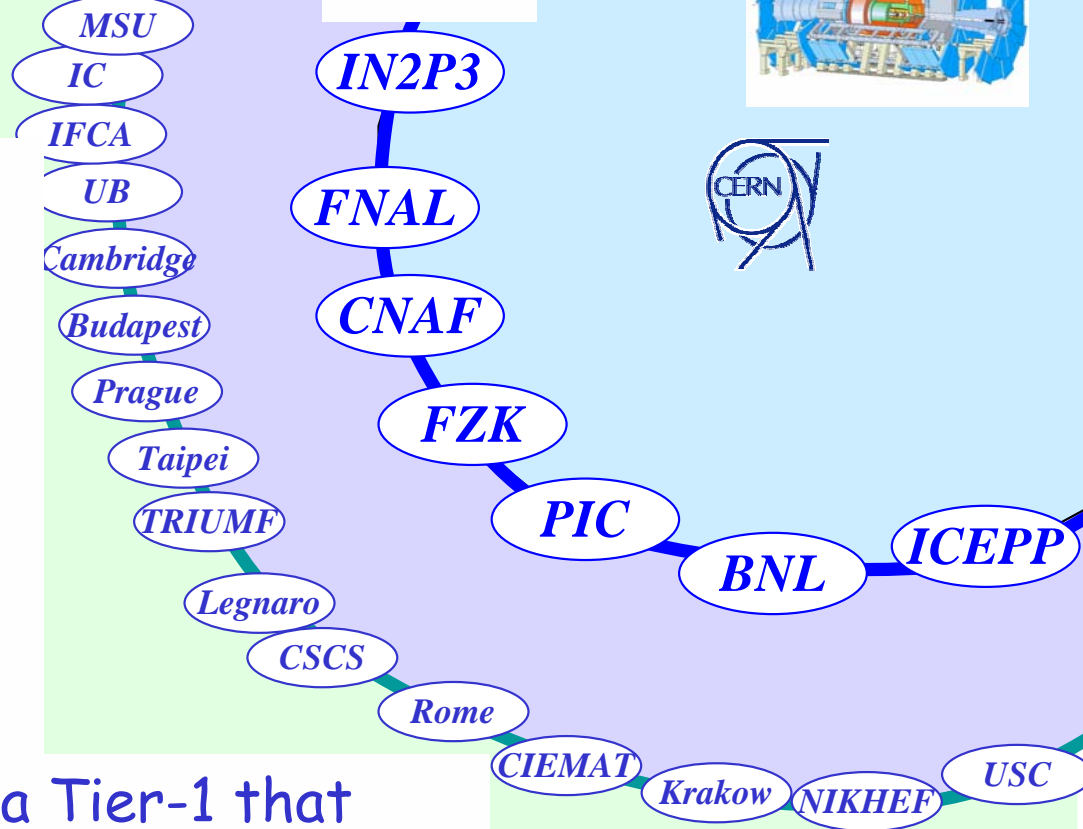 MSU
IC
IFCA
UB
Cambridge
Budapest
Prague
Taipei
TRIUMF
Legnaro
CSCS
Rome
CIEMAT
Krakow
NIKHEF
USC
IN2P3
FNAL
CNAF
FZK
PIC
BNL
ICEPP
CERN
a Tier-1 that